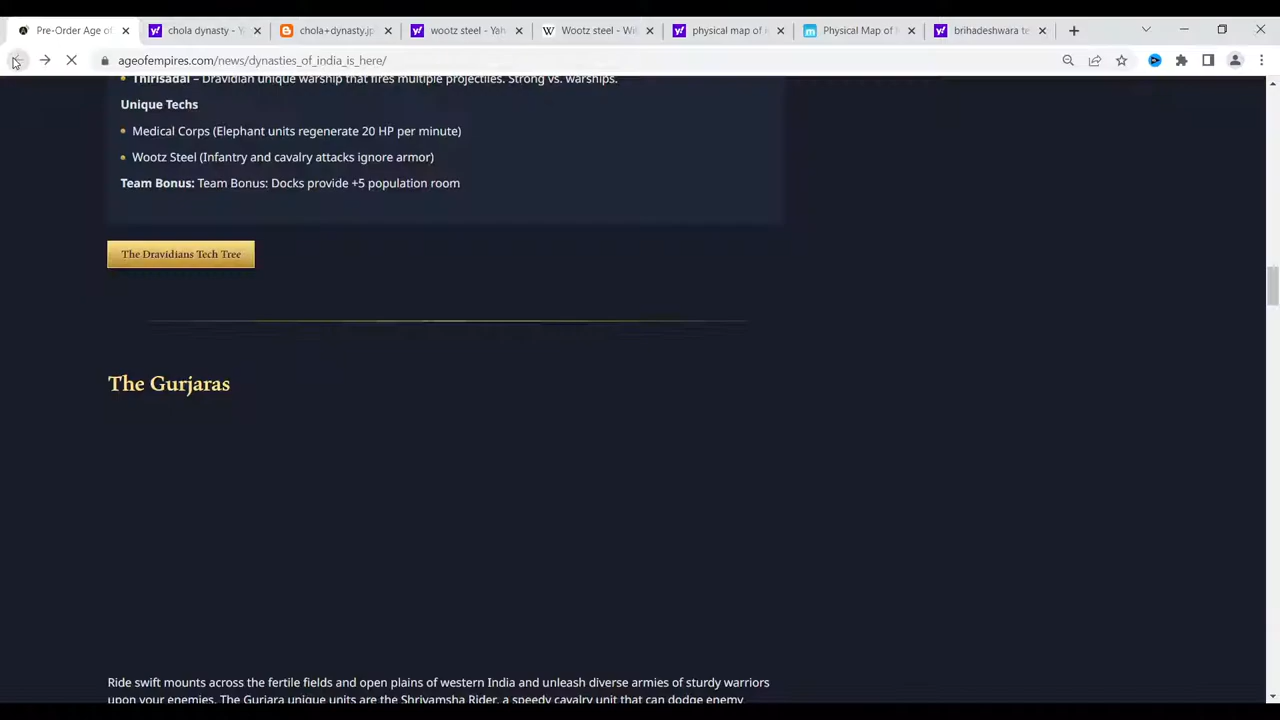 Pre-Order Age of
chola dynasty - Y
chola+dynasty.jp
wootz steel - Yah
Wootz steel - Wi
physical map of
Physical Map of
brihadeshwara te
ageofempires.com/news/dynasties_of_india_is_here/
Thirisadai – Dravidian unique warship that fires multiple projectiles. Strong vs. warships.
Unique Techs
Medical Corps (Elephant units regenerate 20 HP per minute)
Wootz Steel (Infantry and cavalry attacks ignore armor)
Team Bonus: Team Bonus: Docks provide +5 population room
The Dravidians Tech Tree
The Gurjaras
Ride swift mounts across the fertile fields and open plains of western India and unleash diverse armies of sturdy warriors
upon your enemies. The Gurjara unique units are the Shrivamsha Rider, a speedy cavalry unit that can dodge enemy